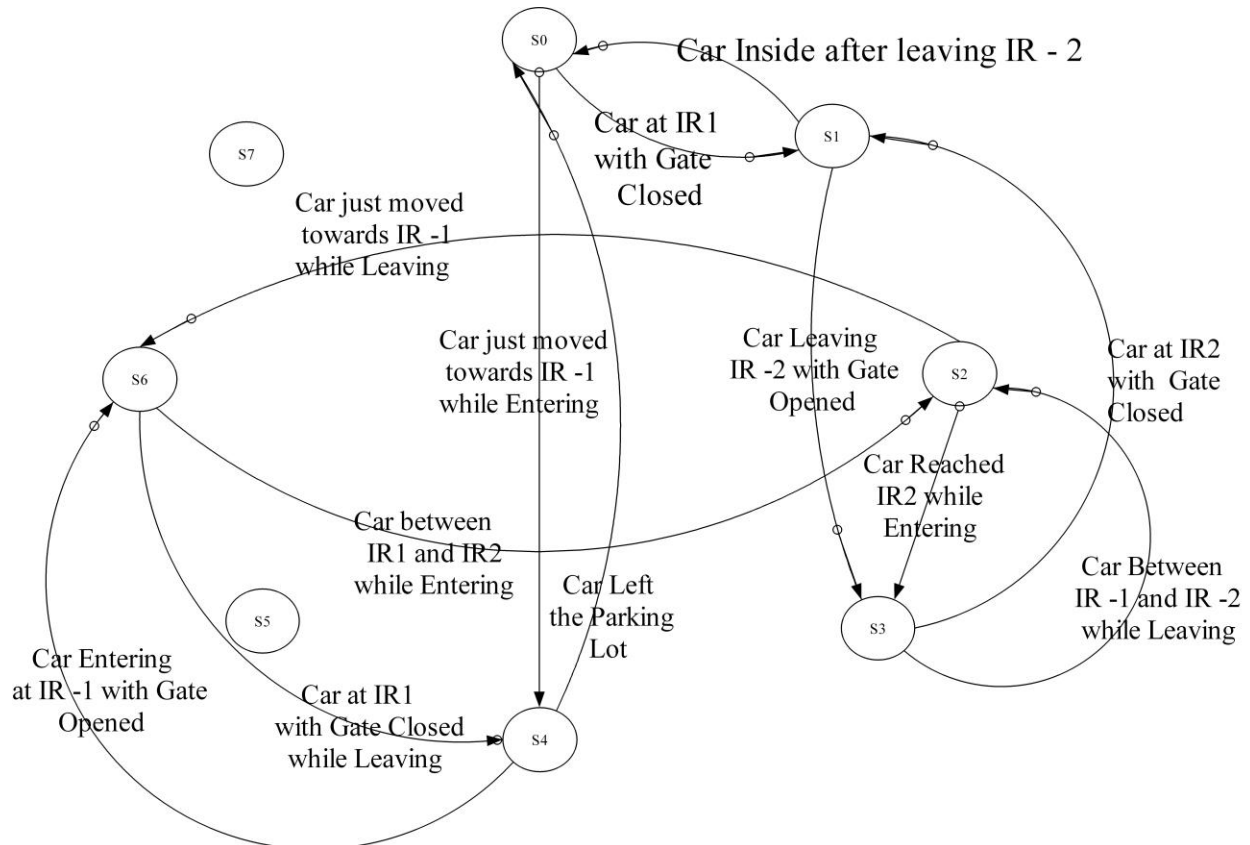 S0
Car Inside after leaving IR - 2
Car at IR1
with Gate
Closed
S1
S7
Car just moved
towards IR -1
while Leaving
Car just moved
towards IR -1
while Entering
Car Leaving
IR -2 with Gate
Opened
Car at IR2
with Gate
Closed
S6
S2
Car Reached
IR2 while
Entering
Car between
IR1 and IR2
while Entering
Car Left
the Parking
Lot
Car Between
IR -1 and IR -2
while Leaving
S5
S3
Car Entering
at IR -1 with Gate
Opened
Car at IR1
with Gate Closed
while Leaving
S4